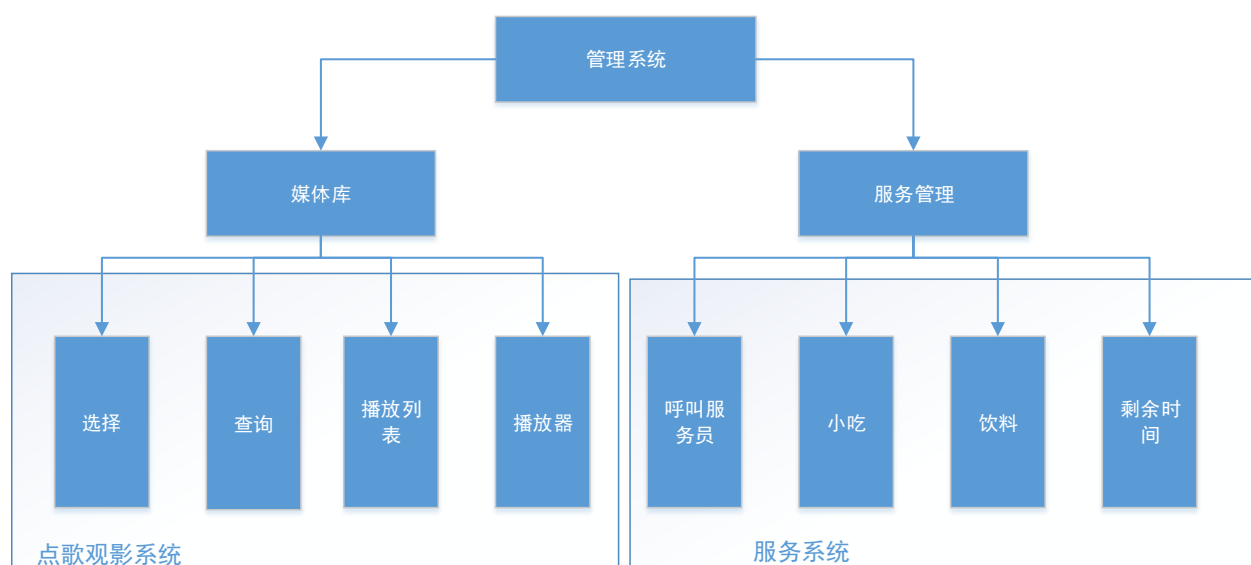 管理系统
媒体库
服务管理
选择
查询
播放列
表
播放器
呼叫服
务员
小吃
饮料
剩余时
间
点歌观影系统
服务系统